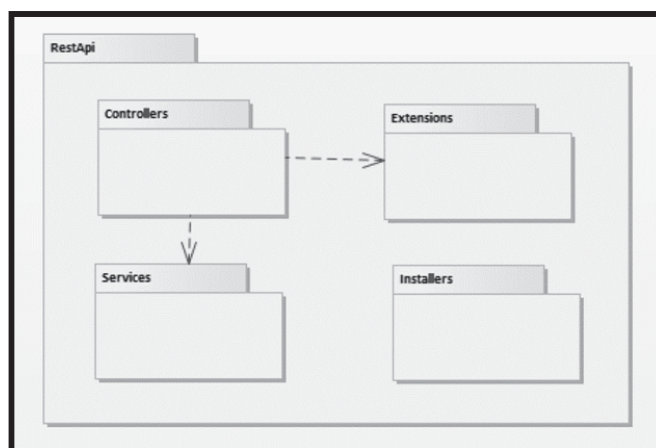 RestApi
Controllers
Extensions
Services
Installers